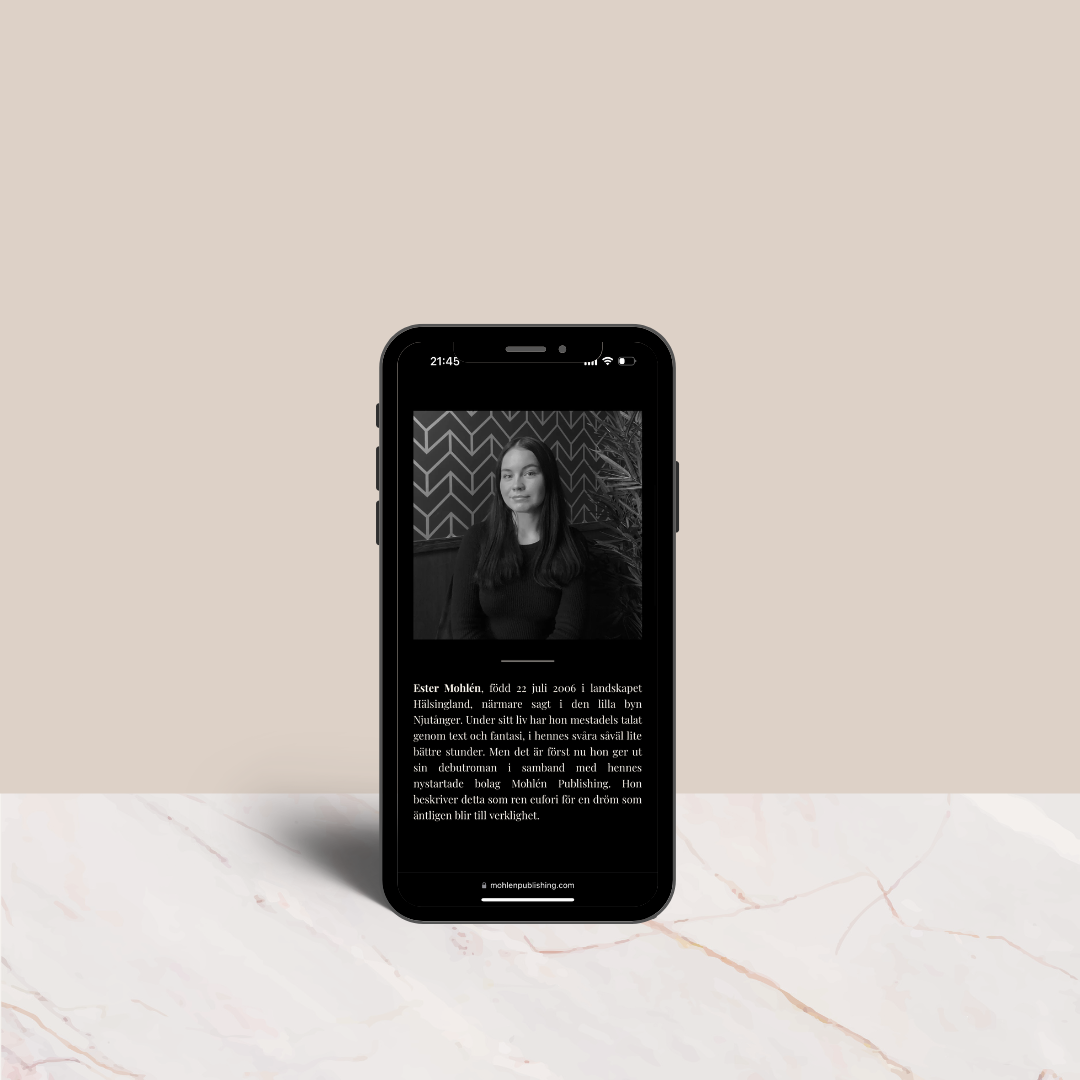 21:45
Ester Mohlén, född 22 juli 2006 i landskapet
Hälsingland, närmare sagt i den lilla byn
Njutånger. Under sitt liv har hon mestadels talat
genom text och fantasi, i hennes svåra såväl lite
bättre stunder. Men det är först nu hon ger ut
sin debutroman i samband med hennes
nystartade bolag Mohlén Publishing. Hon
beskriver detta som ren eufori för en dröm som
äntligen blir till verklighet.
mohlenpublishing.com